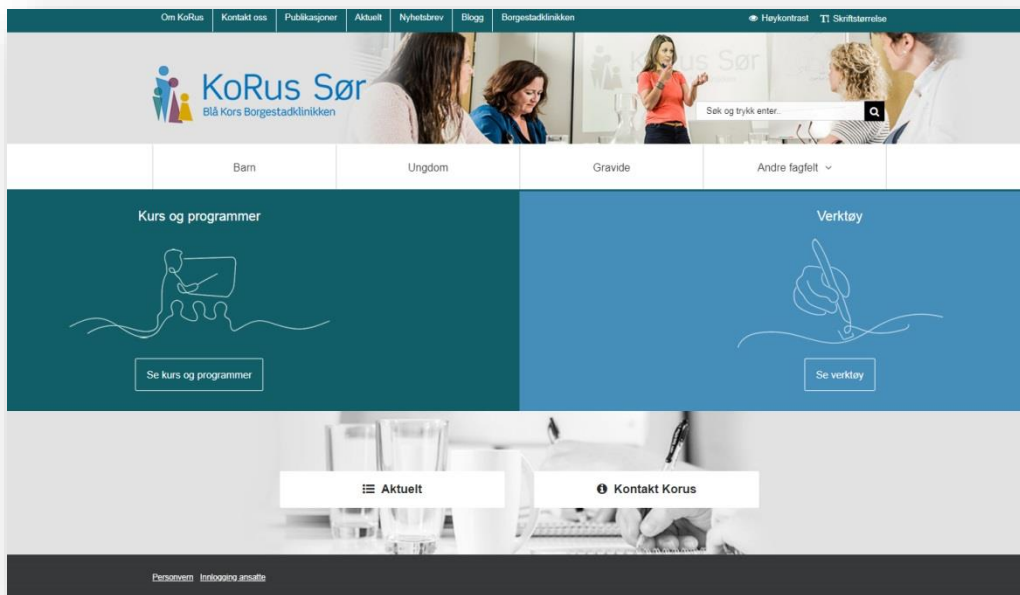 Om KoRus
Kontakt oss
Publikasjoner
Aktuelt
Nyhetsbrev
Blogg
Borgestadklinikken
Høykontrast
Skriftstørrelse
KoRus Sør
Blå Kors Borgestadklinikken
KoRus Sør
Søk og trykk enter..
Barn
Ungdom
Gravide
Andre fagfelt
Kurs og programmer
Verktøy
Se kurs og programmer
Se verktøy
Aktuelt
Kontakt Korus
Personvern Innlogging ansatte